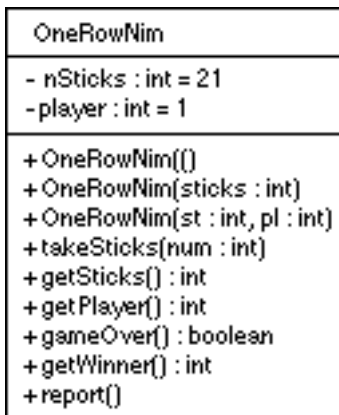 OneRowNim
- nSticks : int = 21
- player : int = 1
+ OneRowNim(()
+ OneRowNim(sticks : int)
+ OneRowNim(st : int, pl : int)
+ takeSticks(num : int)
+ getSticks() : int
+ getPlayer() : int
+ gameOver() : boolean
+ getWinner() : int
+ report()